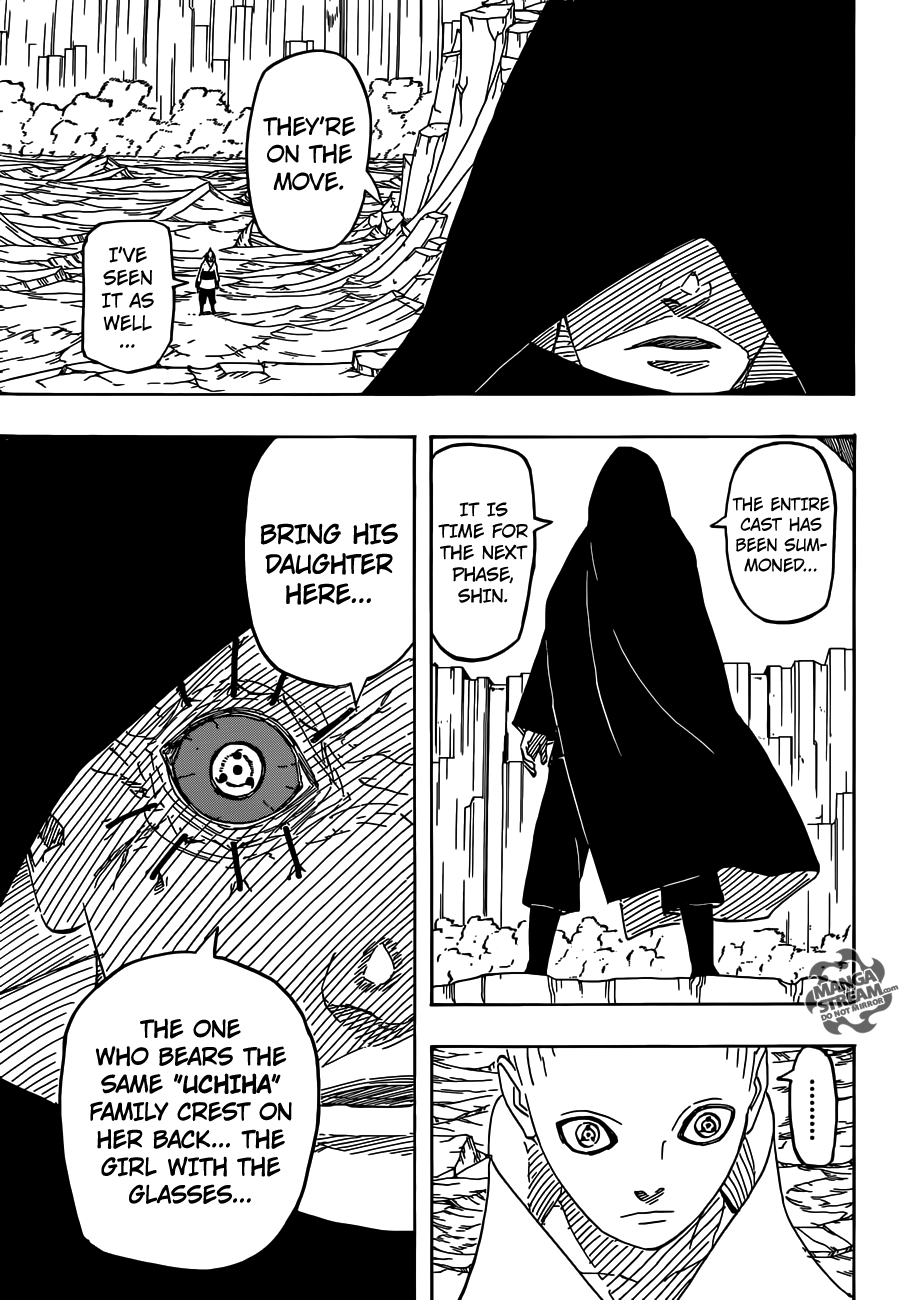 THEY'RE
ON THE
MOVE.
I'VE
SEEN
IT AS
WELL
...
THE ENTIRE
CAST HAS
BEEN SUM-
MONED...
IT IS
TIME FOR
THE NEXT
PHASE,
SHIN.
.........
BRING HIS
DAUGHTER
HERE...
THE ONE
WHO BEARS THE
SAME "UCHIHA"
FAMILY CREST ON
HER BACK... THE
GIRL WITH THE
GLASSES...
MANGA
STREAM.com
DO NOT MIRROR